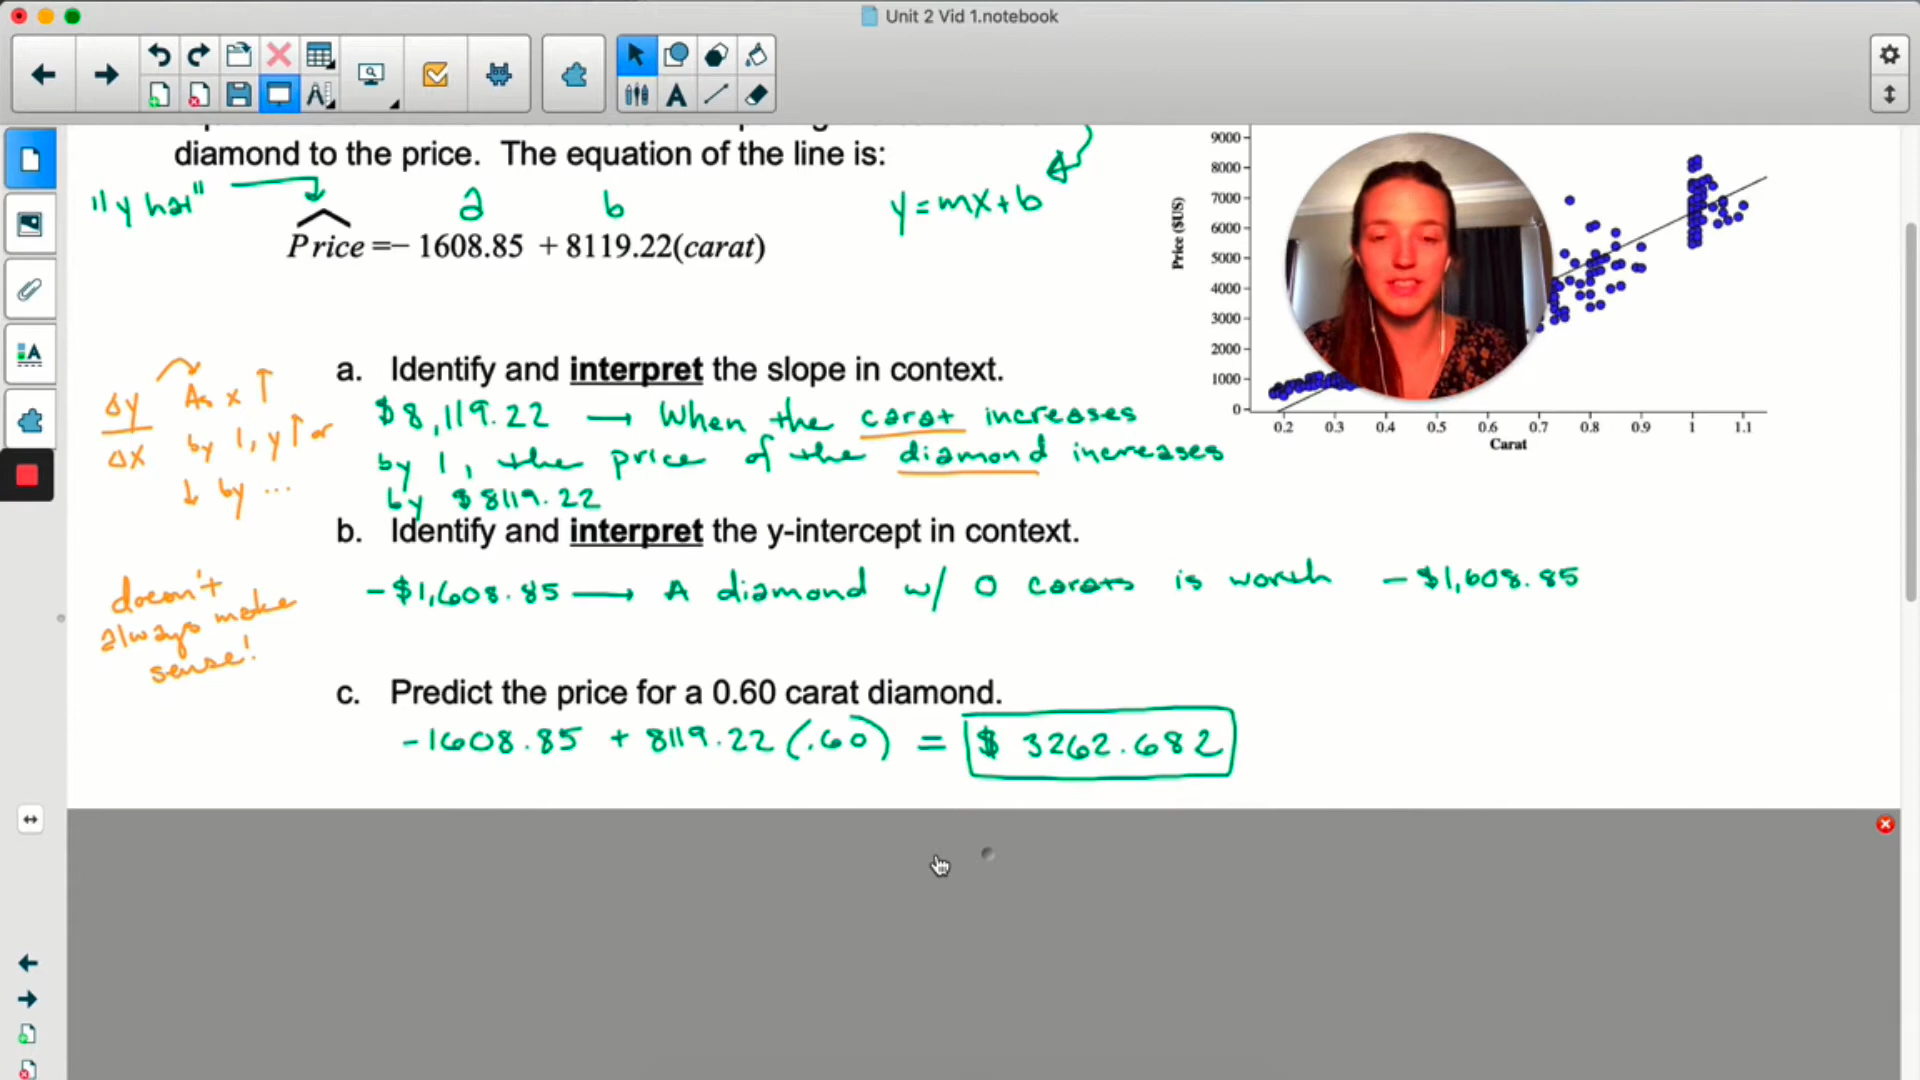 Unit 2 Vid 1.notebook
diamond to the price. The equation of the line is:
"y hat"
a b
y = mx + b
Price =− 1608.85 + 8119.22(carat)
a. Identify and interpret the slope in context.
$8,119.22 → When the carat increases
by 1, the price of the diamond increases
by $8119.22
Δy
Δx
As x ↑
by 1, y ↑ or
↓ by ...
b. Identify and interpret the y-intercept in context.
-$1,608.85 → A diamond w/ 0 carats is worth -$1,608.85
doesn't
always make
sense!
c. Predict the price for a 0.60 carat diamond.
-1608.85 + 8119.22 (.60) = $ 3262.682
Price ($US)
9000
8000
7000
6000
5000
4000
3000
2000
1000
0
0.2 0.3 0.4 0.5 0.6 0.7 0.8 0.9 1 1.1
Carat